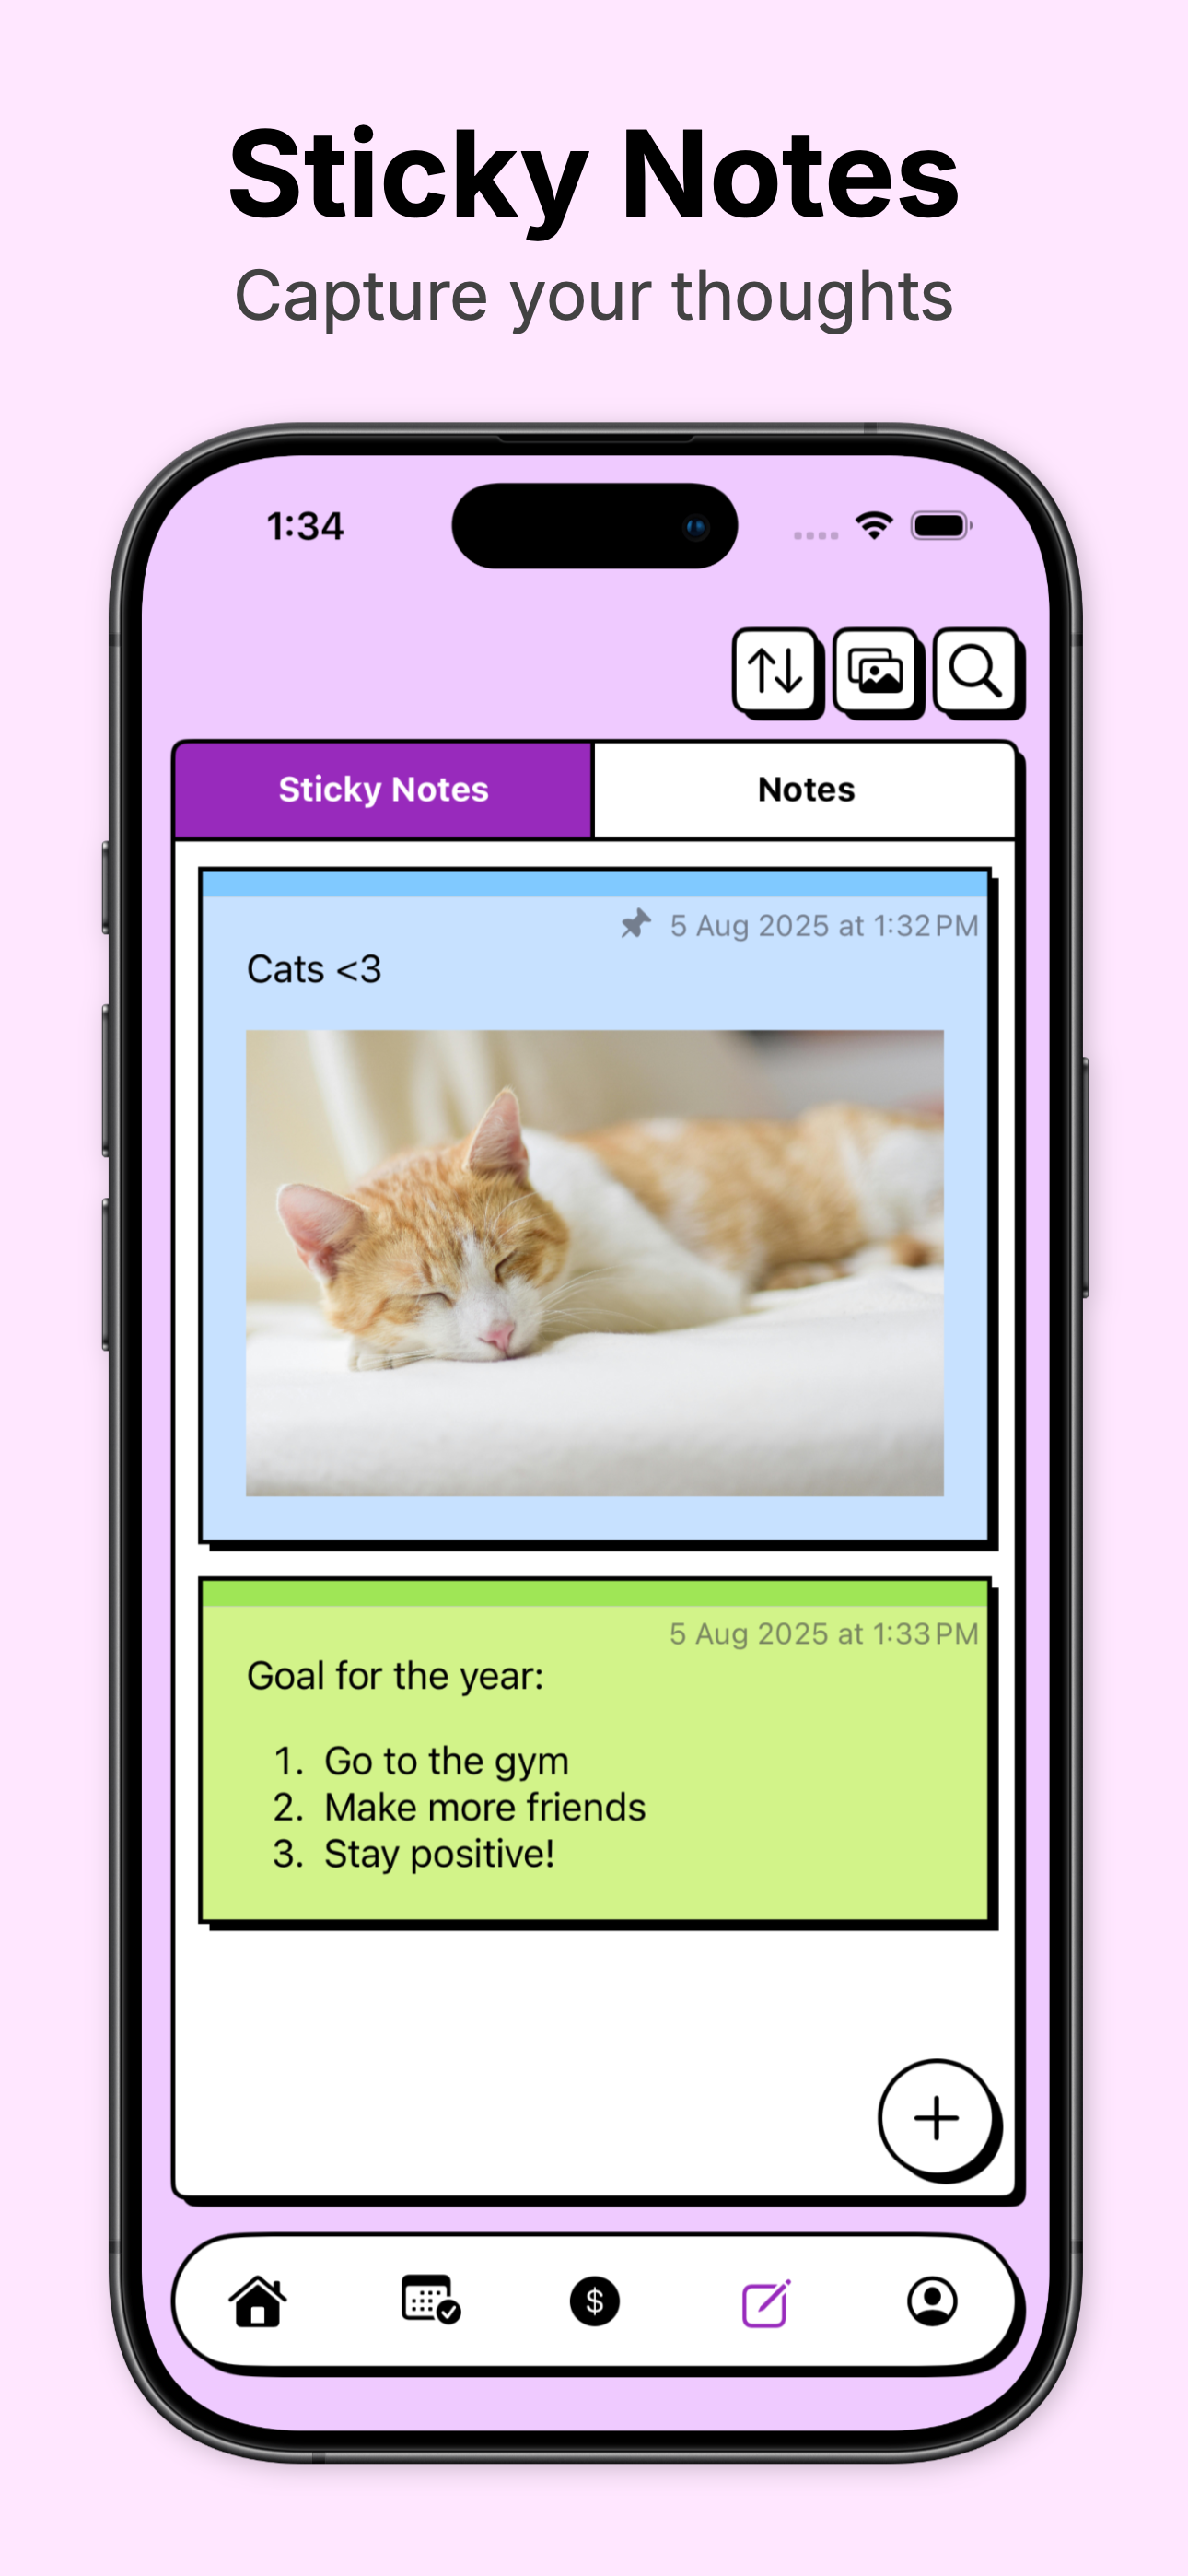 Sticky Notes
Capture your thoughts
1:34
Sticky Notes
Notes
5 Aug 2025 at 1:32 PM
Cats <3
5 Aug 2025 at 1:33 PM
Goal for the year:
1. Go to the gym
2. Make more friends
3. Stay positive!
$